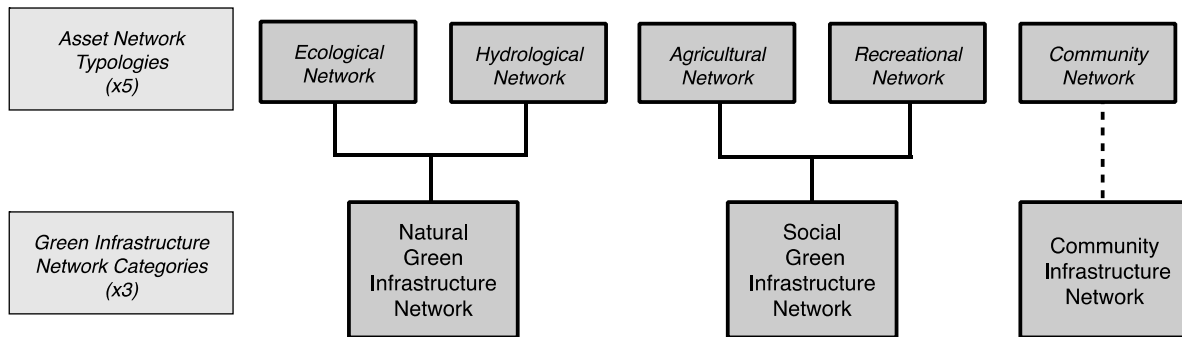 Asset Network
Typologies
(x5)
Ecological
Network
Hydrological
Network
Agricultural
Network
Recreational
Network
Community
Network
Green Infrastructure
Network Categories
(x3)
Natural
Green
Infrastructure
Network
Social
Green
Infrastructure
Network
Community
Infrastructure
Network